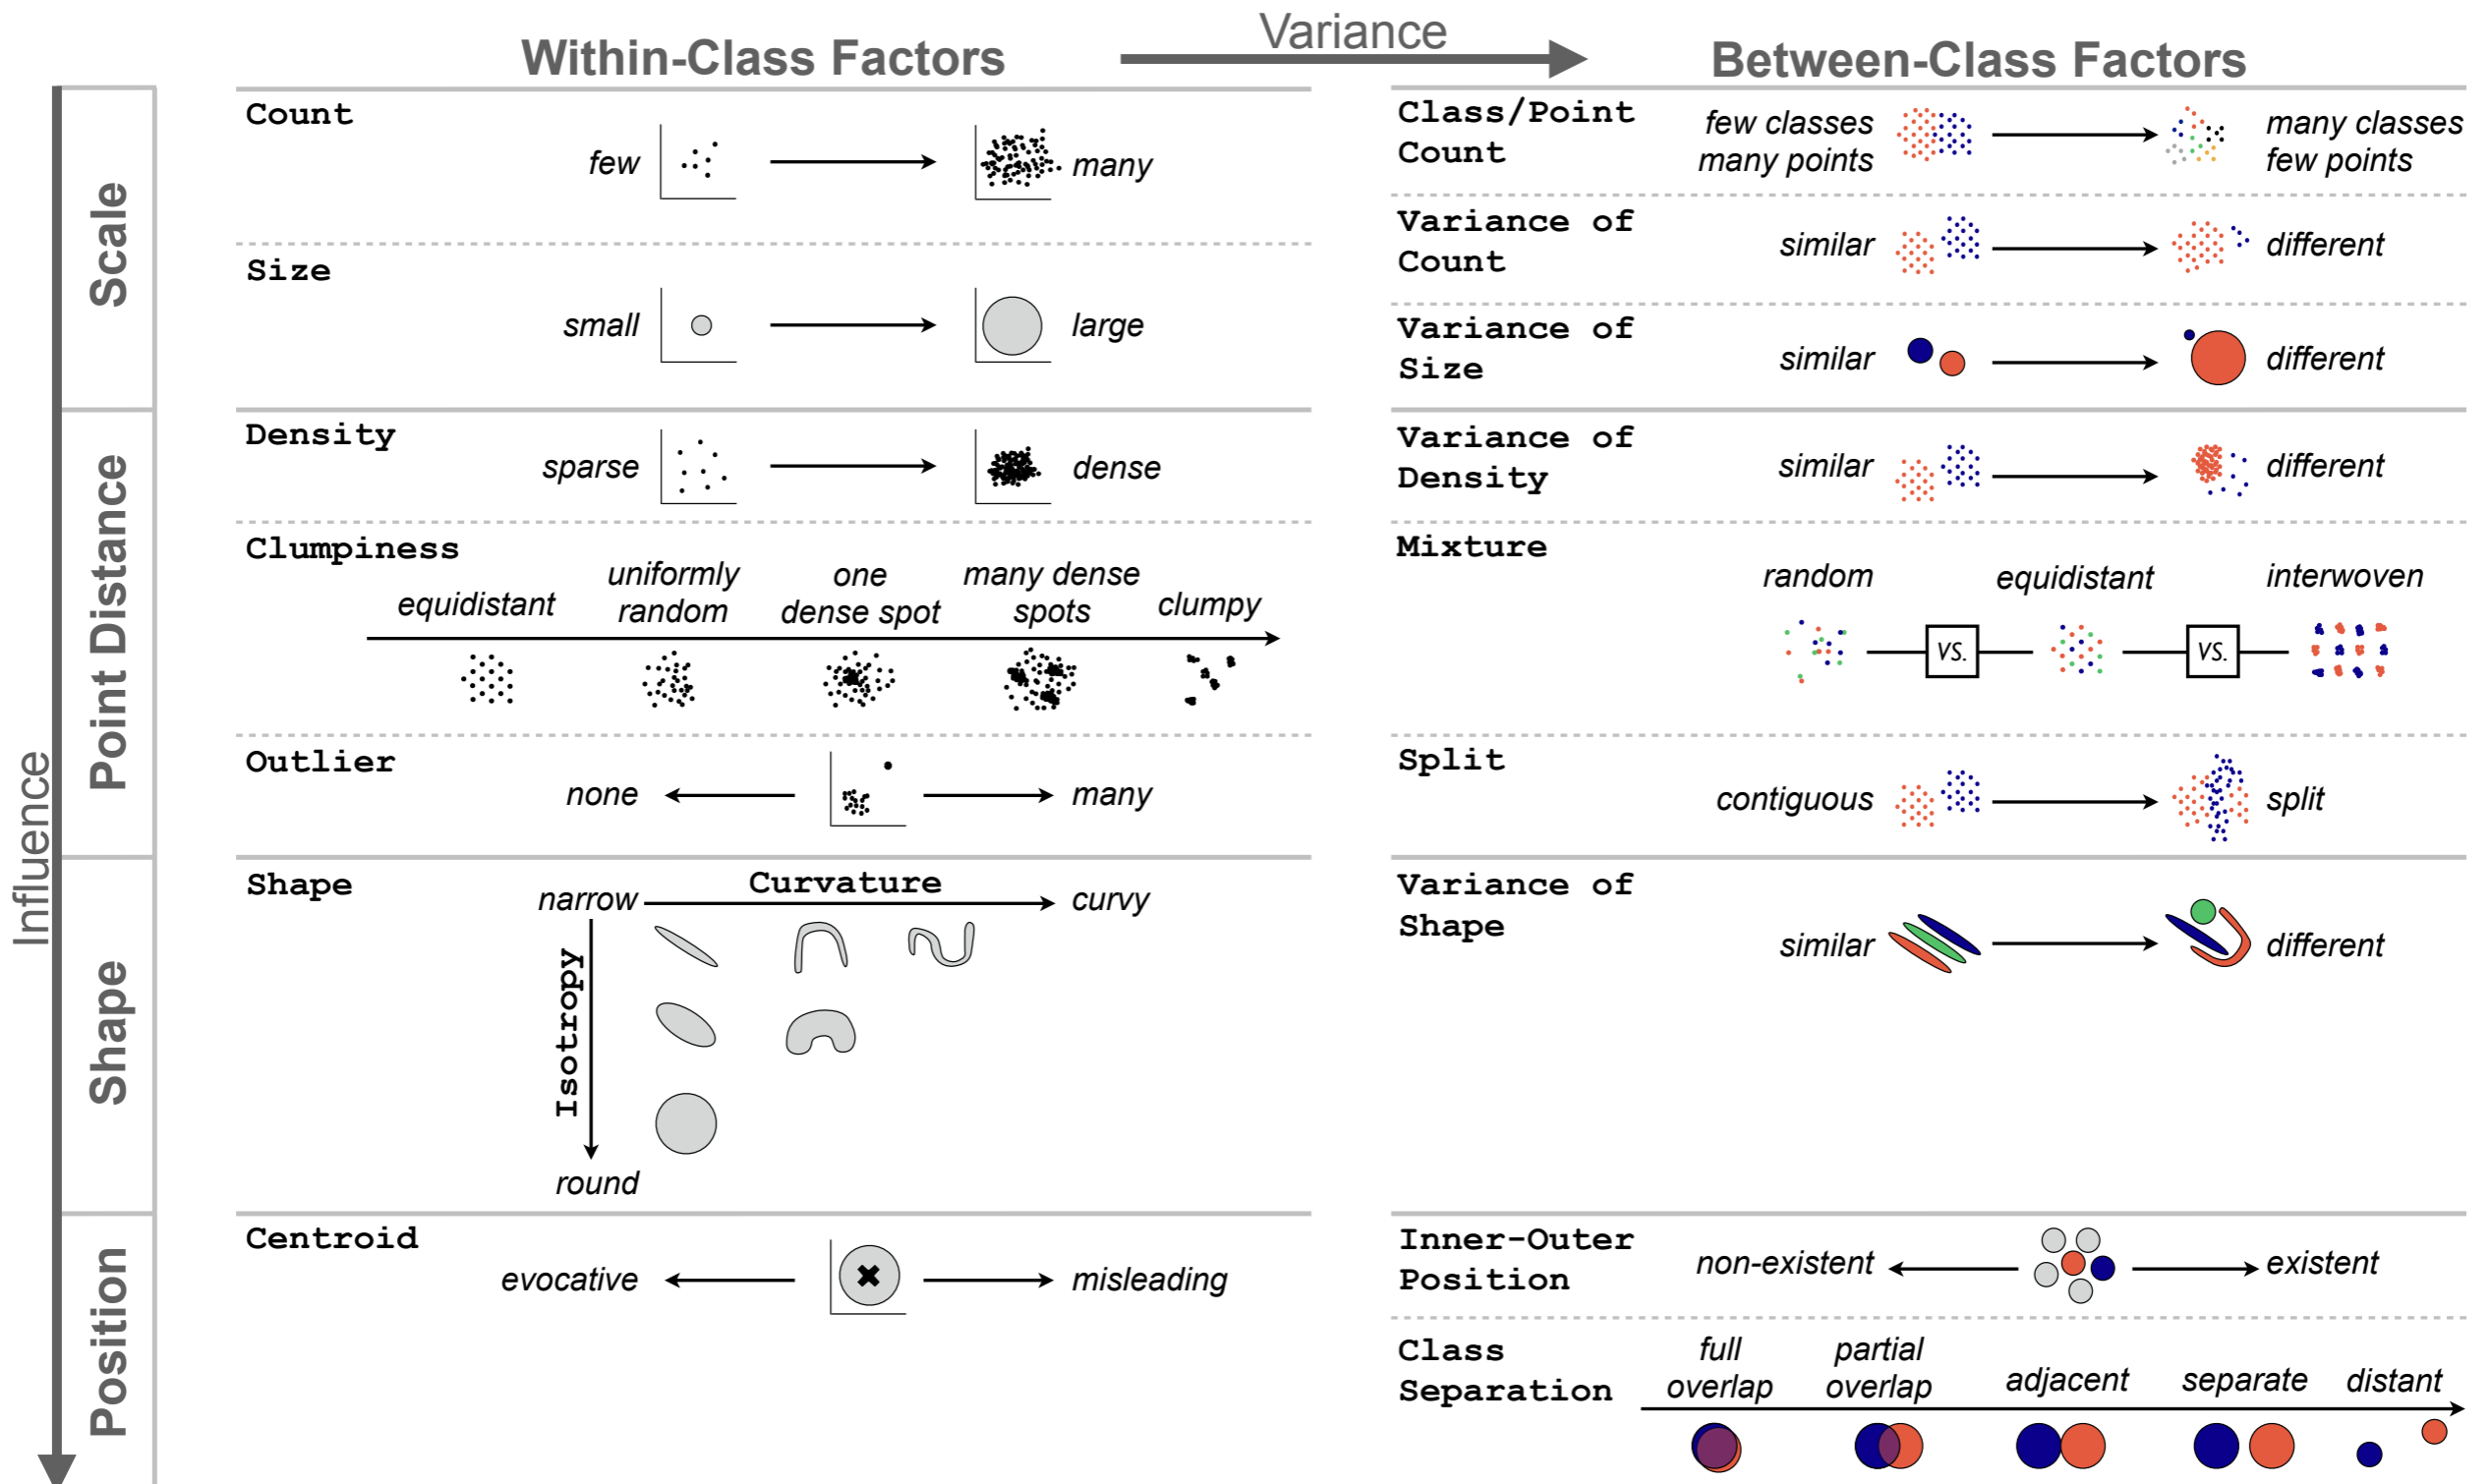 Variance
Within-Class Factors
Between-Class Factors
Influence
Scale
Count
few
many
Size
small
large
Class/Point
Count
few classes
many points
many classes
few points
Variance of
Count
similar
different
Variance of
Size
similar
different
Point Distance
Density
sparse
dense
Clumpiness
equidistant
uniformly
random
one
dense spot
many dense
spots
clumpy
Outlier
none
many
Variance of
Density
similar
different
Mixture
random
equidistant
interwoven
vs.
vs.
Split
contiguous
split
Shape
Shape
narrow
Curvature
curvy
Isotropy
round
Variance of
Shape
similar
different
Position
Centroid
evocative
misleading
Inner-Outer
Position
non-existent
existent
Class
Separation
full
overlap
partial
overlap
adjacent
separate
distant